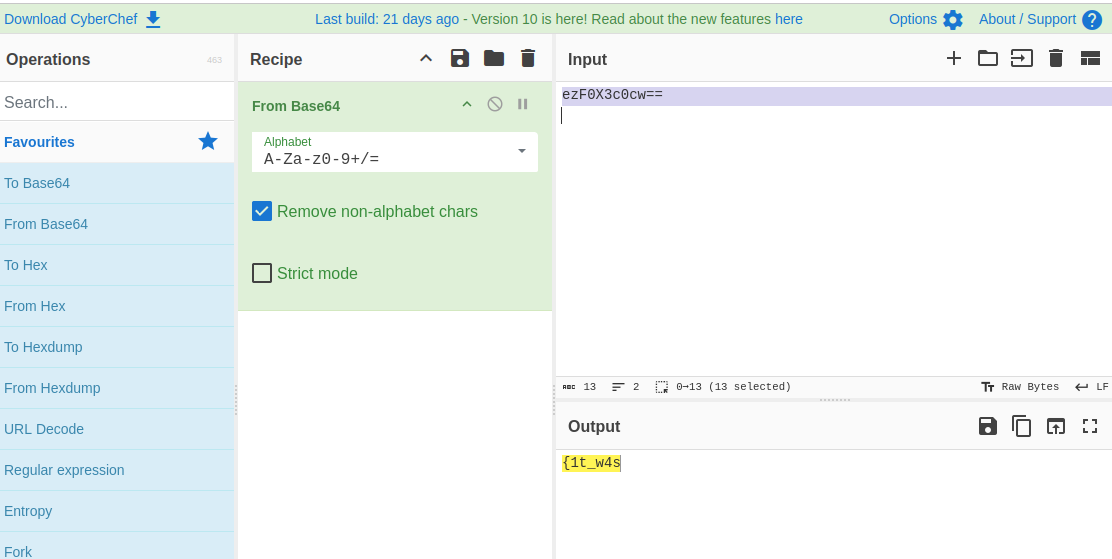 Download CyberChef
Last build: 21 days ago - Version 10 is here! Read about the new features here
Options
About / Support
Operations
463
Recipe
Input
Search...
From Base64
ezF0X3c0cw==
Favourites
Alphabet
A-Za-z0-9+/=
To Base64
Remove non-alphabet chars
From Base64
To Hex
Strict mode
From Hex
To Hexdump
From Hexdump
ABC 13
2
0→13 (13 selected)
Raw Bytes
LF
URL Decode
Output
Regular expression
{1t_w4s
Entropy
Fork